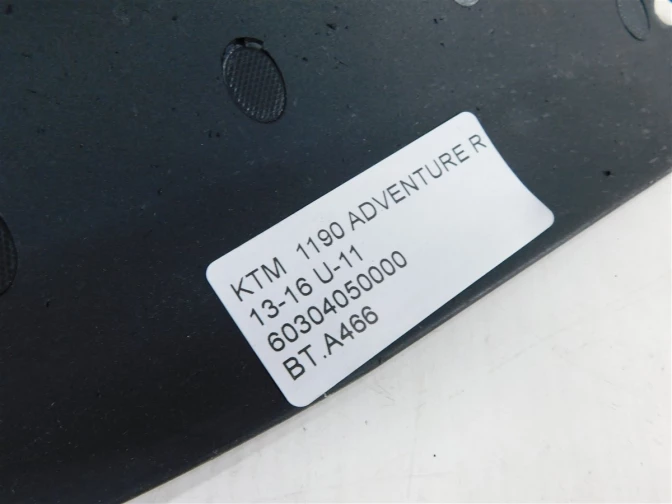 KTM 1190 ADVENTURE R
13-16 U-11
60304050000
BT.A466